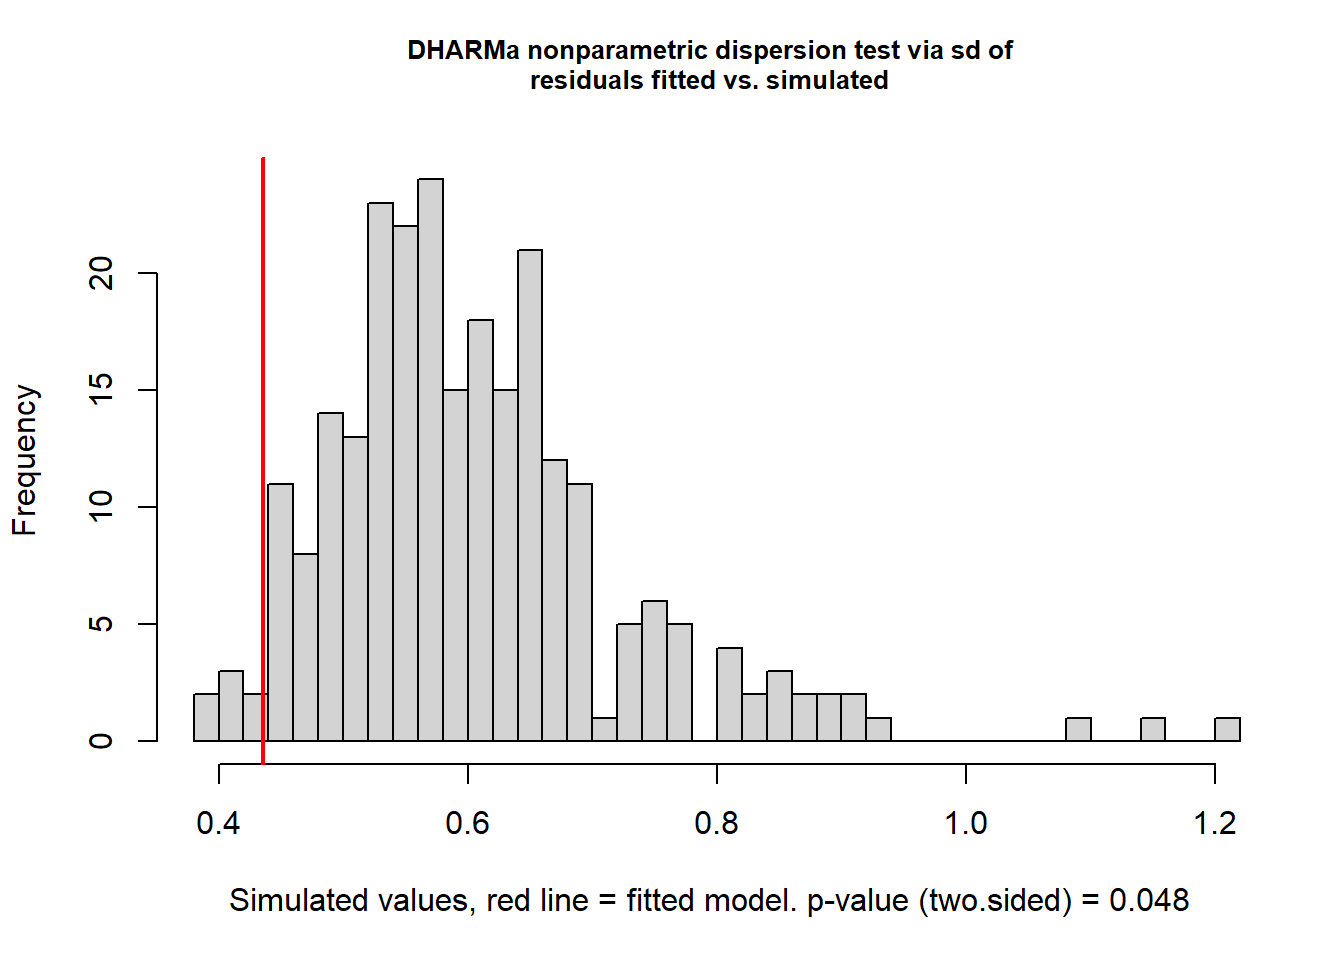 DHARMa nonparametric dispersion test via sd of
residuals fitted vs. simulated
Frequency
20
15
10
5
0
0.4 0.6 0.8 1.0 1.2
Simulated values, red line = fitted model. p-value (two.sided) = 0.048